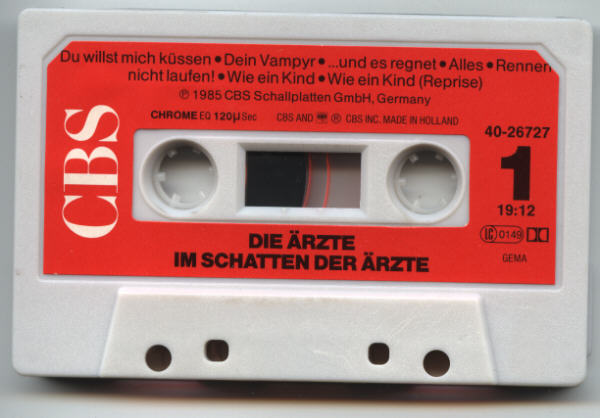 Du willst mich küssen • Dein Vampyr • ...und es regnet • Alles • Rennen
nicht laufen! • Wie ein Kind • Wie ein Kind (Reprise)
℗ 1985 CBS Schallplatten GmbH, Germany
CHROME EQ 120µ Sec CBS AND ® CBS INC. MADE IN HOLLAND
CBS
40-26727
1
19:12
LC 0149
GEMA
DIE ÄRZTE
IM SCHATTEN DER ÄRZTE